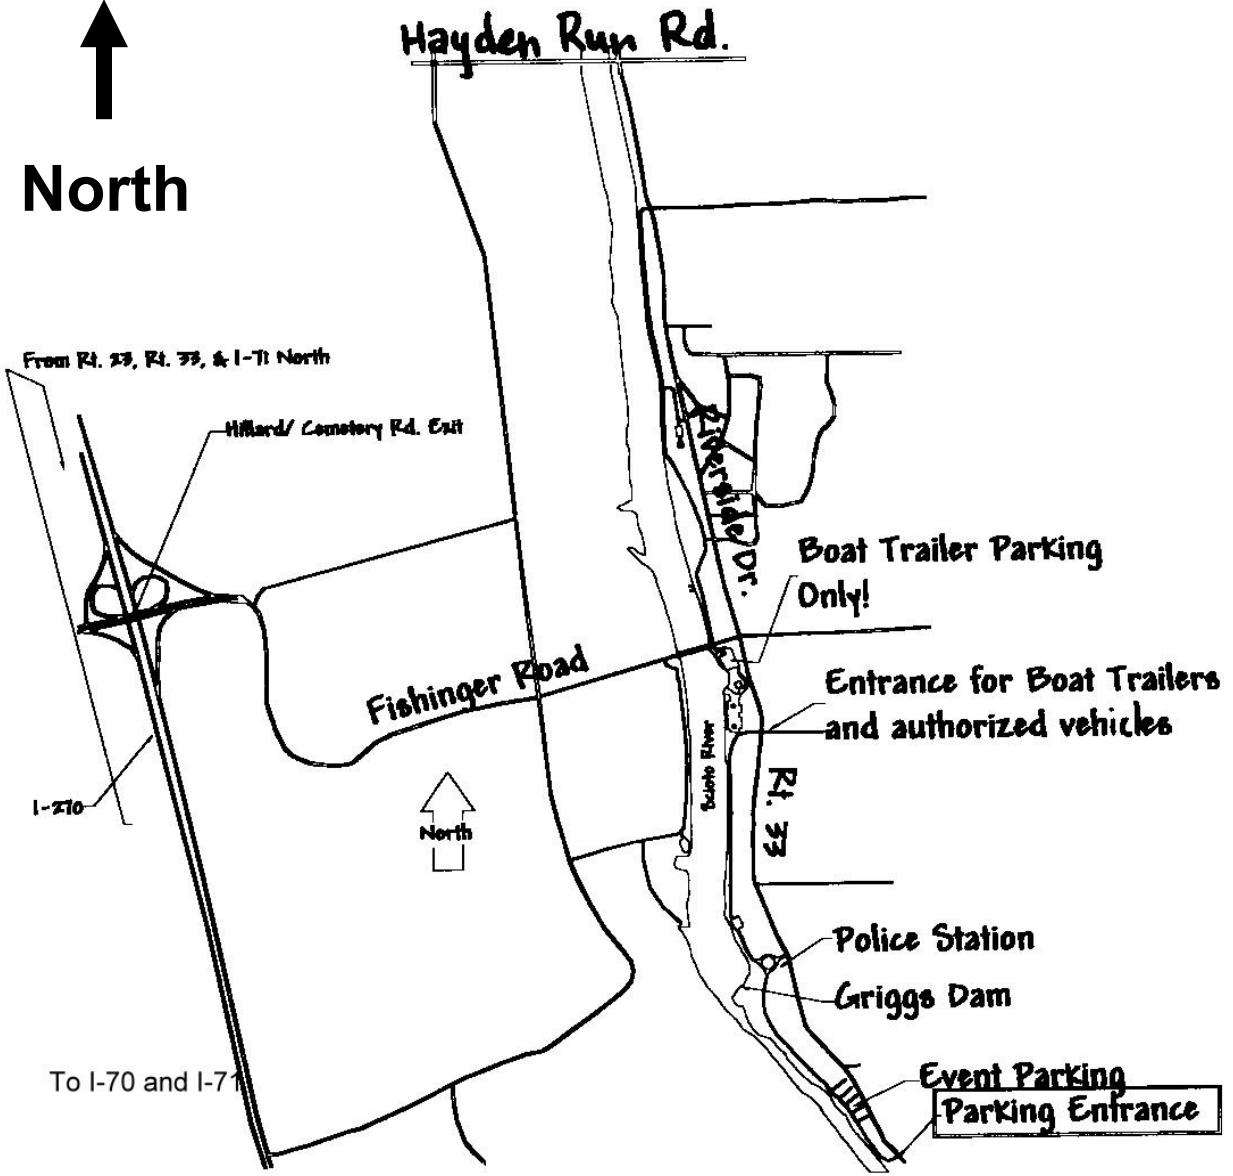 Hayden Run Rd.
North
From Rt. 23, Rt. 33, & I-71 North
Hillard/ Cemetery Rd. Exit
Riverside Dr.
Boat Trailer Parking
Only!
Fishinger Road
Entrance for Boat Trailers
and authorized vehicles
Scioto River
Rt. 33
I-270
North
Police Station
Griggs Dam
To I-70 and I-71
Event Parking
Parking Entrance